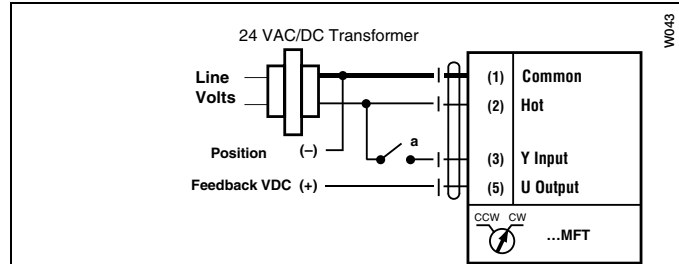 W043
24 VAC/DC Transformer
Line
Volts
(1) Common
(2) Hot
Position (–)
a
(3) Y Input
Feedback VDC (+)
(5) U Output
CCW CW
...MFT